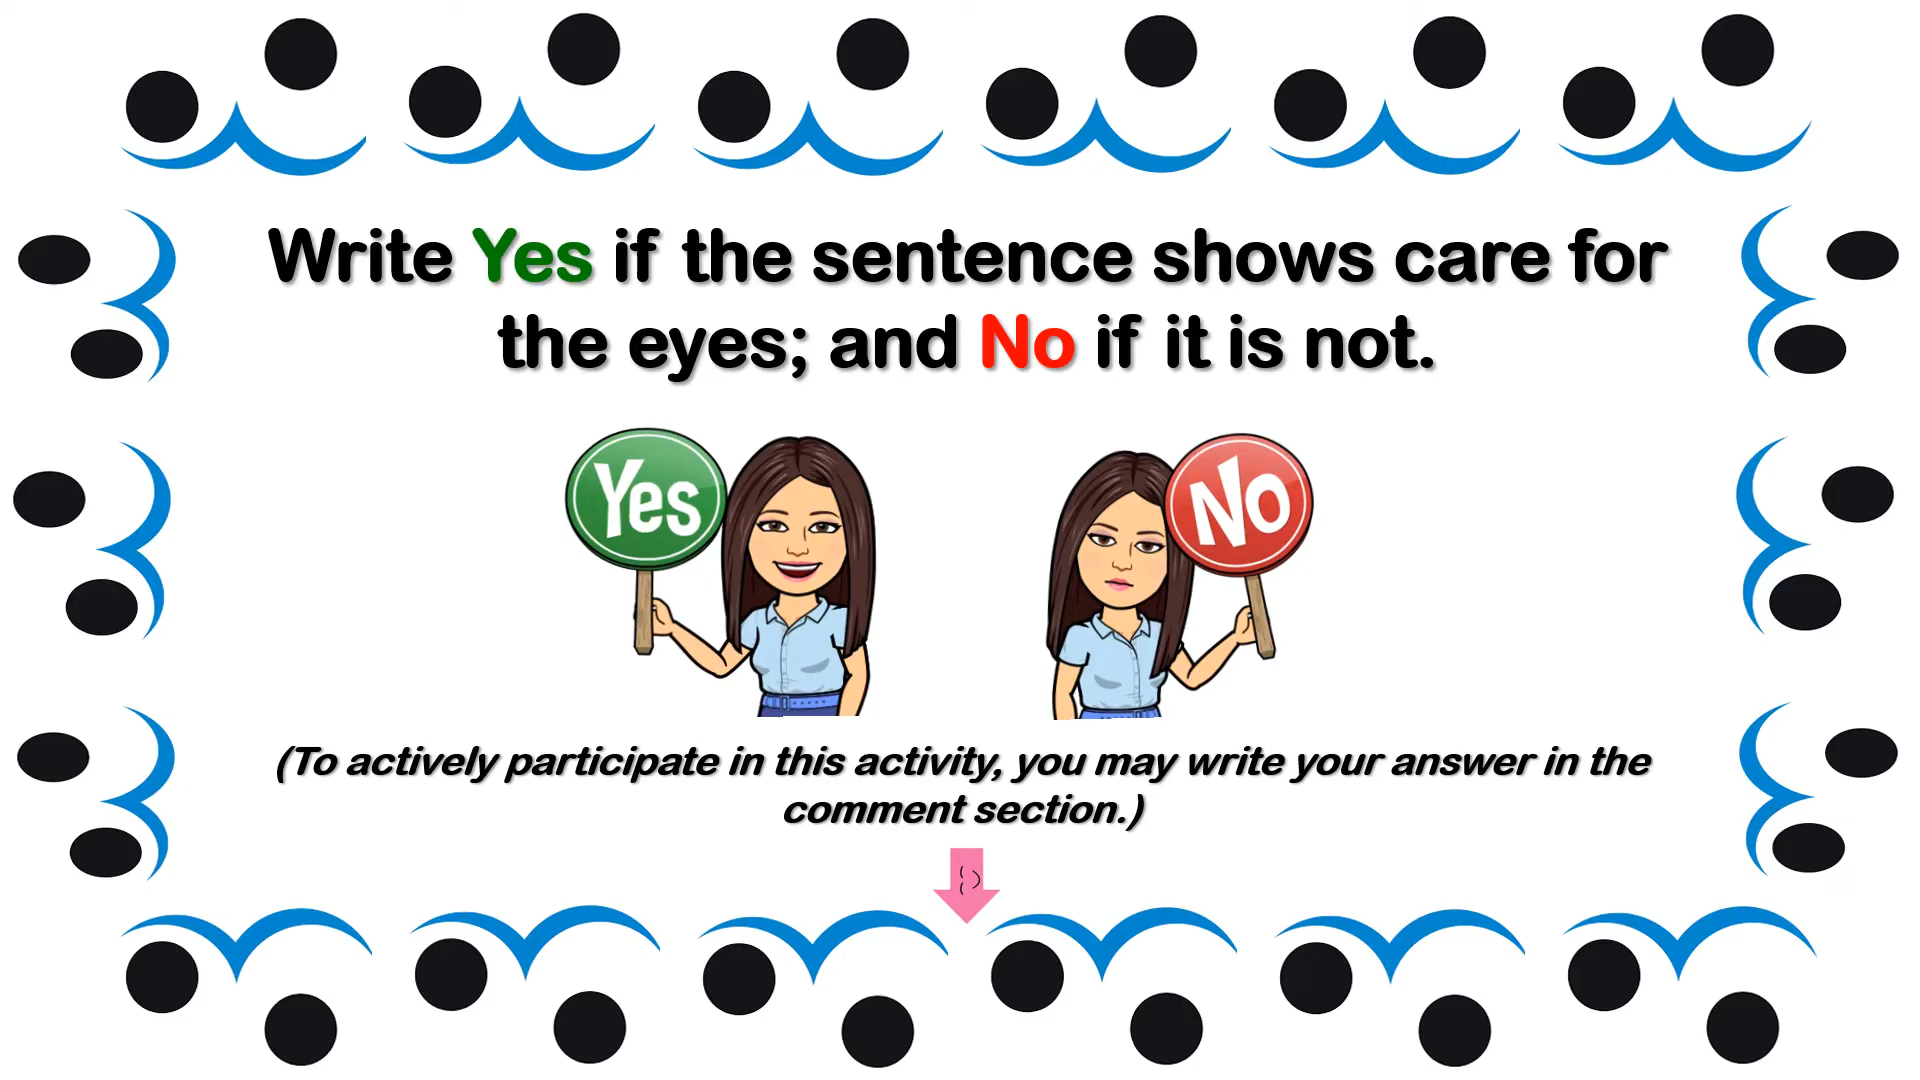 Write Yes if the sentence shows care for
the eyes; and No if it is not.
Yes
No
(To actively participate in this activity, you may write your answer in the
comment section.)